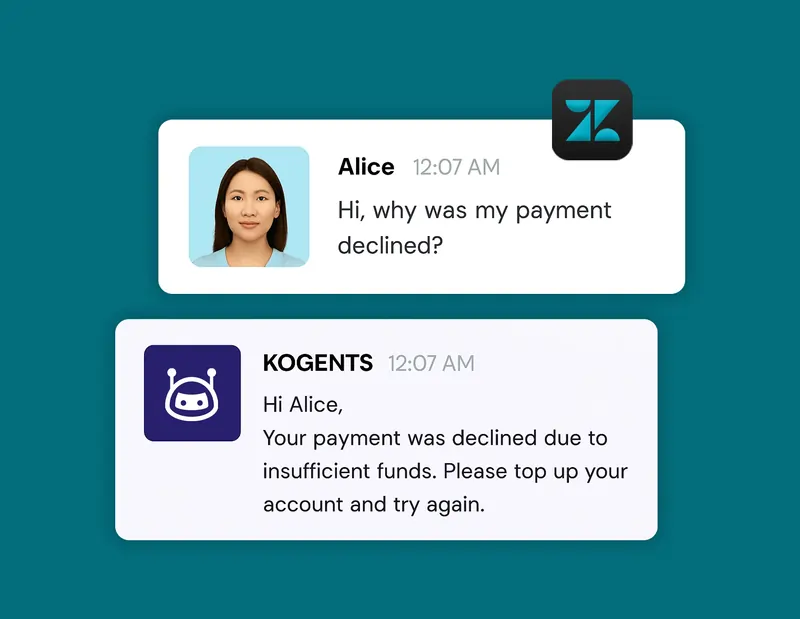 Alice 12:07 AM
Hi, why was my payment
declined?
KOGENTS 12:07 AM
Hi Alice,
Your payment was declined due to
insufficient funds. Please top up your
account and try again.